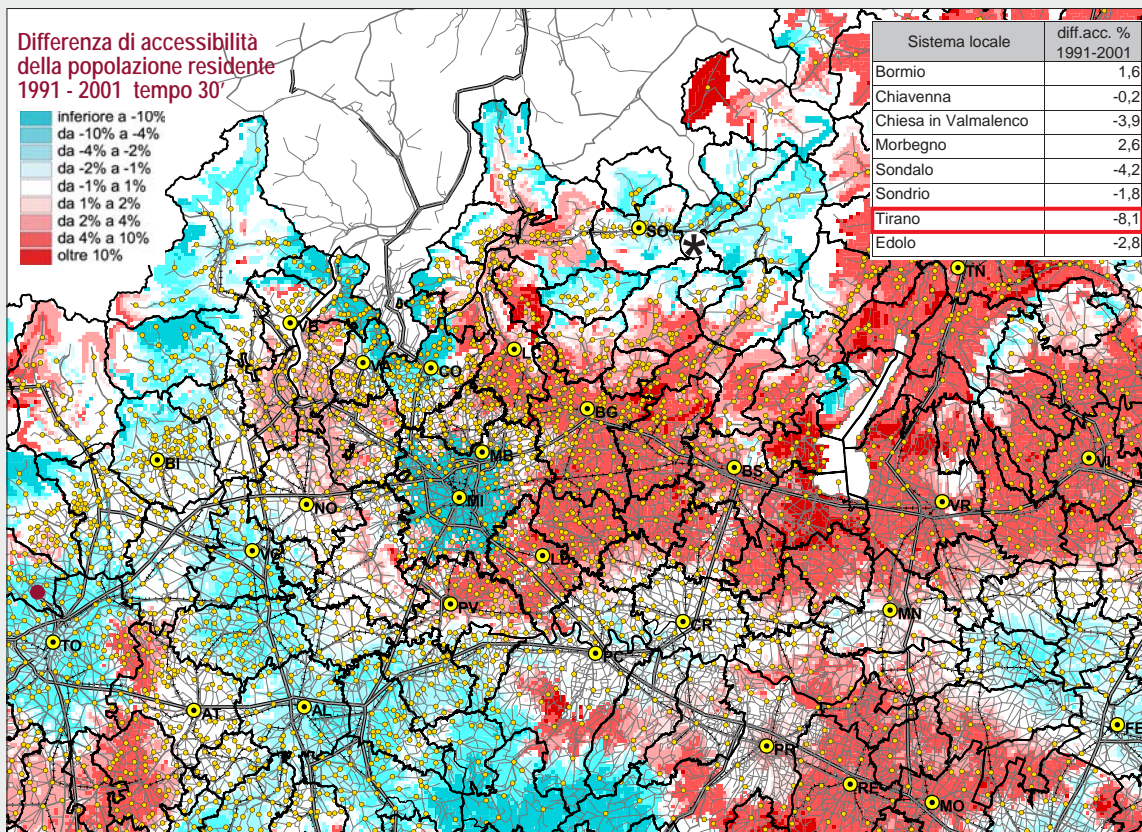 Differenza di accessibilità
della popolazione residente
1991 - 2001 tempo 30'
inferiore a -10%
da -10% a -4%
da -4% a -2%
da -2% a -1%
da -1% a 1%
da 1% a 2%
da 2% a 4%
da 4% a 10%
oltre 10%
Sistema locale diff.acc. % 1991-2001
Bormio 1,6
Chiavenna -0,2
Chiesa in Valmalenco -3,9
Morbegno 2,6
Sondalo -4,2
Sondrio -1,8
Tirano -8,1
Edolo -2,8
SO
*
TN
VB
VA
CO
BG
BI
MB
BS
VI
MI
NO
VR
LO
PV
MN
CR
TO
AT
AL
PR
RE
MO